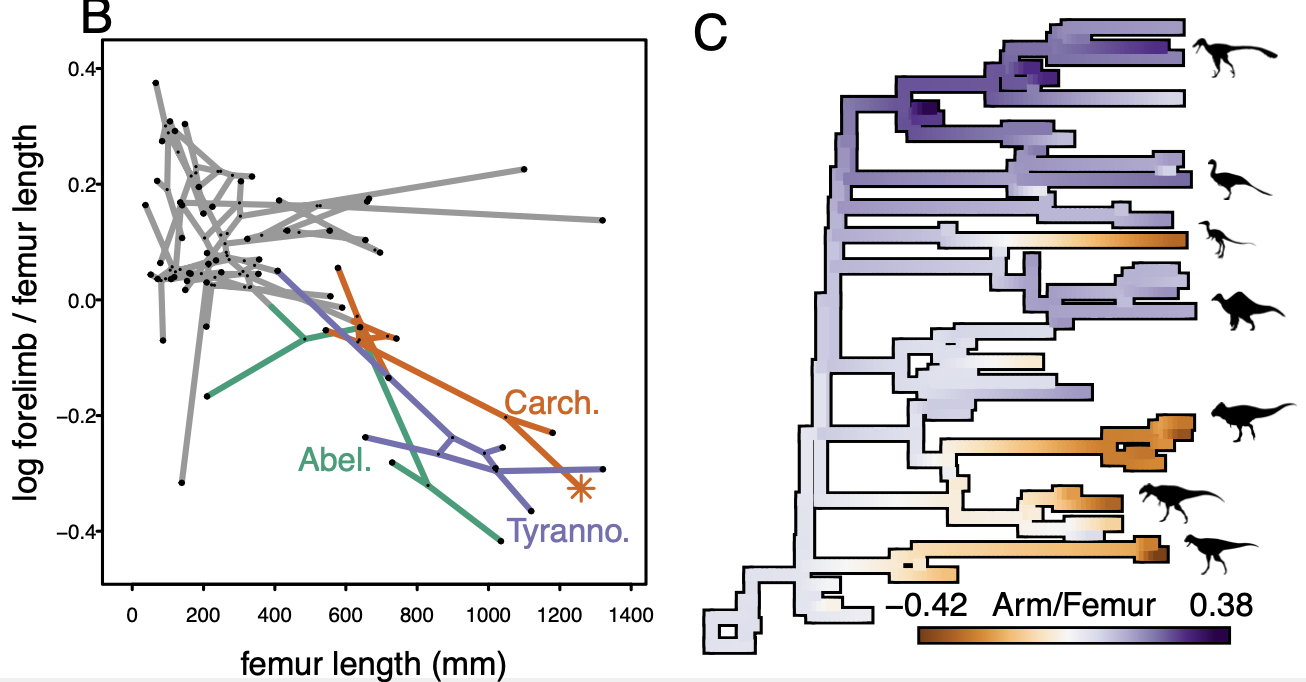 B
log forelimb / femur length
0.4
0.2
0.0
−0.2
−0.4
Carch.
Abel.
Tyranno.
0 200 400 600 800 1000 1200 1400
femur length (mm)
C
−0.42 Arm/Femur 0.38